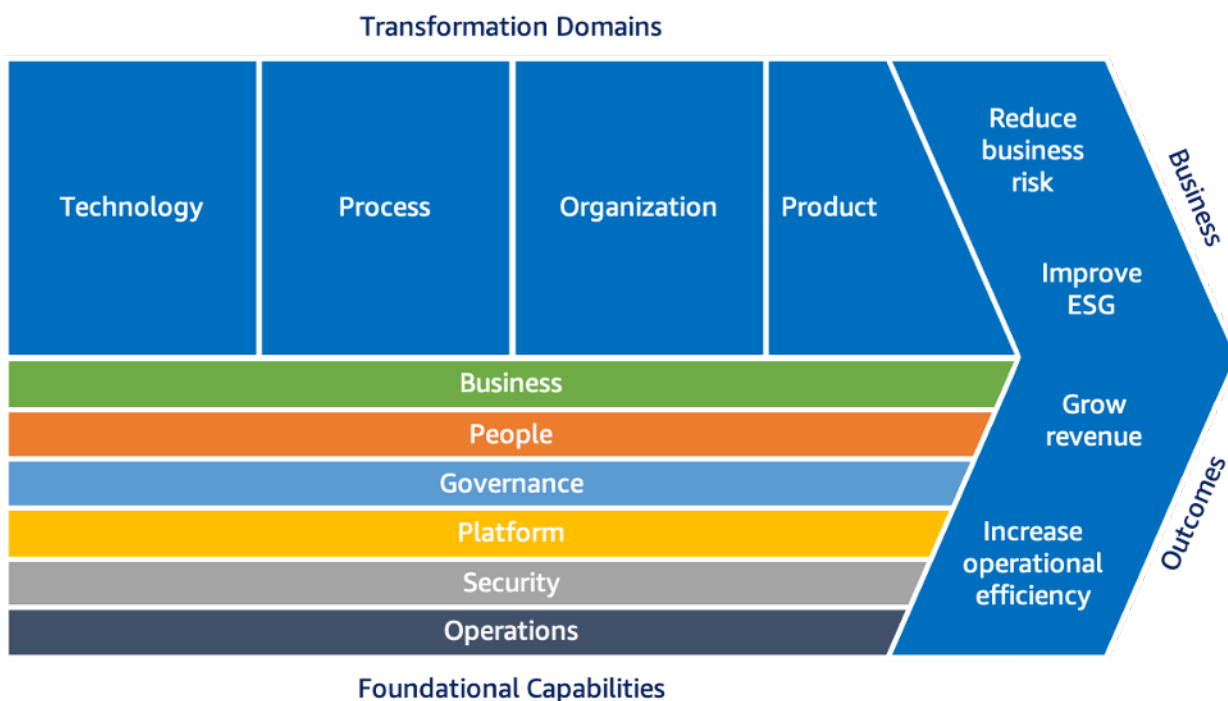 Transformation Domains
Technology
Process
Organization
Product
Reduce
business
risk
Improve
ESG
Grow
revenue
Increase
operational
efficiency
Business
Outcomes
Business
People
Governance
Platform
Security
Operations
Foundational Capabilities